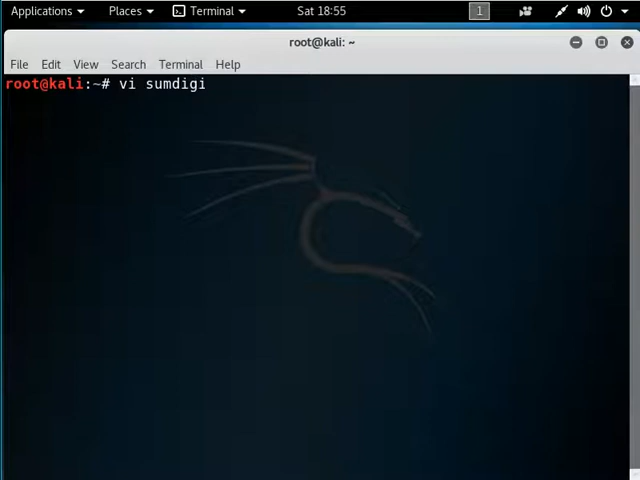 Applications Places Terminal Sat 18:55 1
root@kali: ~
File Edit View Search Terminal Help
root@kali:~# vi sumdigi